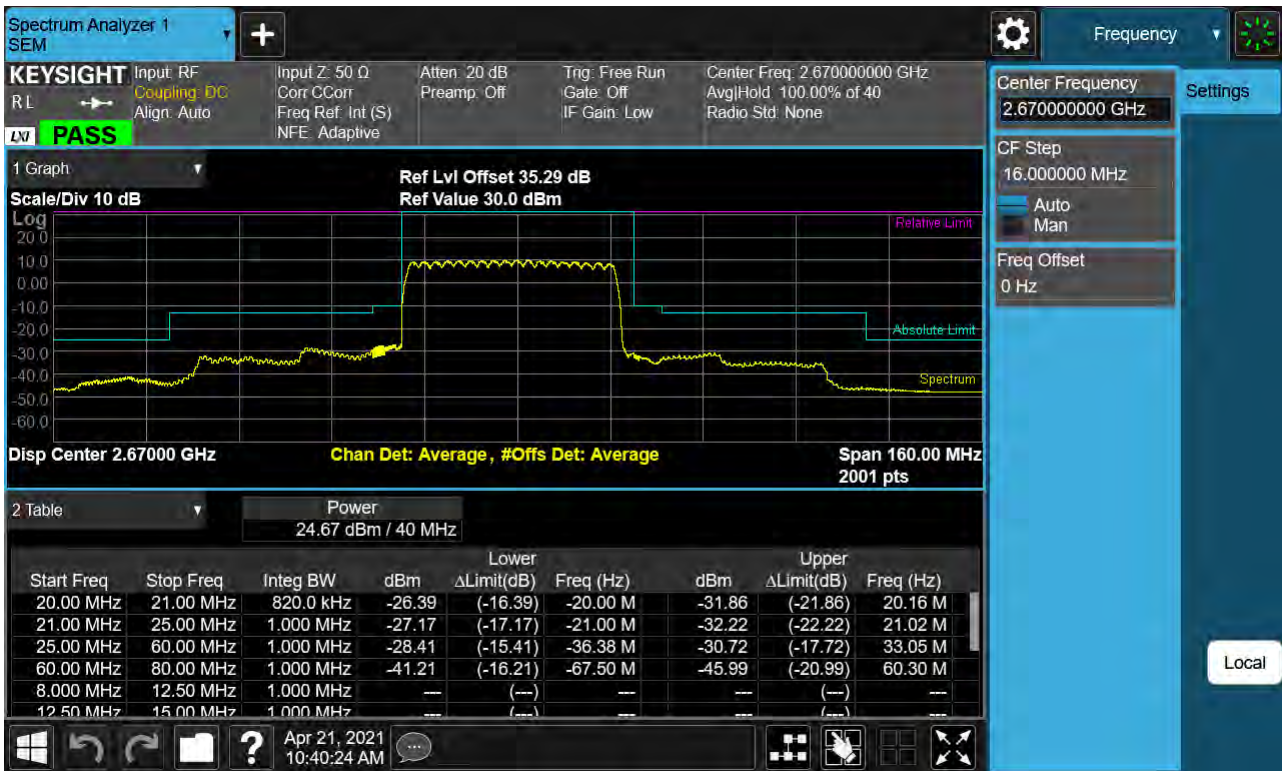 Spectrum Analyzer 1
SEM
Frequency
KEYSIGHT
R L
LXI
PASS
Input: RF
Coupling: DC
Align: Auto
Input Z: 50 Ω
Corr CCorr
Freq Ref: Int (S)
NFE: Adaptive
Atten: 20 dB
Preamp: Off
Trig: Free Run
Gate: Off
IF Gain: Low
Center Freq: 2.670000000 GHz
Avg|Hold: 100.00% of 40
Radio Std: None
Center Frequency
2.670000000 GHz
Settings
CF Step
16.000000 MHz
Auto
Man
Freq Offset
0 Hz
Local
1 Graph
Scale/Div 10 dB
Ref Lvl Offset 35.29 dB
Ref Value 30.0 dBm
Log
20.0
10.0
0.00
-10.0
-20.0
-30.0
-40.0
-50.0
-60.0
Relative Limit
Absolute Limit
Spectrum
Disp Center 2.67000 GHz
Chan Det: Average, #Offs Det: Average
Span 160.00 MHz
2001 pts
2 Table
Power
24.67 dBm / 40 MHz
Lower Upper
Start Freq Stop Freq Integ BW dBm ΔLimit(dB) Freq (Hz) dBm ΔLimit(dB) Freq (Hz)
20.00 MHz 21.00 MHz 820.0 kHz -26.39 (-16.39) -20.00 M -31.86 (-21.86) 20.16 M
21.00 MHz 25.00 MHz 1.000 MHz -27.17 (-17.17) -21.00 M -32.22 (-22.22) 21.02 M
25.00 MHz 60.00 MHz 1.000 MHz -28.41 (-15.41) -36.38 M -30.72 (-17.72) 33.05 M
60.00 MHz 80.00 MHz 1.000 MHz -41.21 (-16.21) -67.50 M -45.99 (-20.99) 60.30 M
8.000 MHz 12.50 MHz 1.000 MHz --- (---) --- --- (---) ---
12.50 MHz 15.00 MHz 1.000 MHz --- (---) --- --- (---) ---
Apr 21, 2021
10:40:24 AM